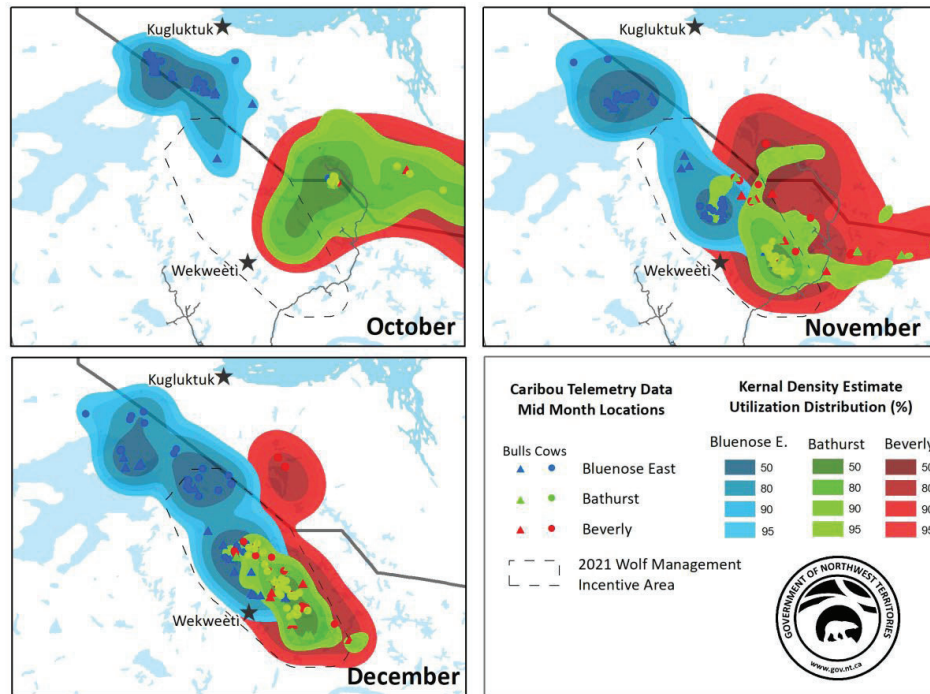 Kugluktuk
Wekweètì
October
Kugluktuk
Wekweètì
November
Kugluktuk
Wekweètì
December
Caribou Telemetry Data
Mid Month Locations
Bulls Cows
Bluenose East
Bathurst
Beverly
2021 Wolf Management
Incentive Area
Kernal Density Estimate
Utilization Distribution (%)
Bluenose E.
50
80
90
95
Bathurst
50
80
90
95
Beverly
50
80
90
95
GOVERNMENT OF NORTHWEST TERRITORIES
www.gov.nt.ca